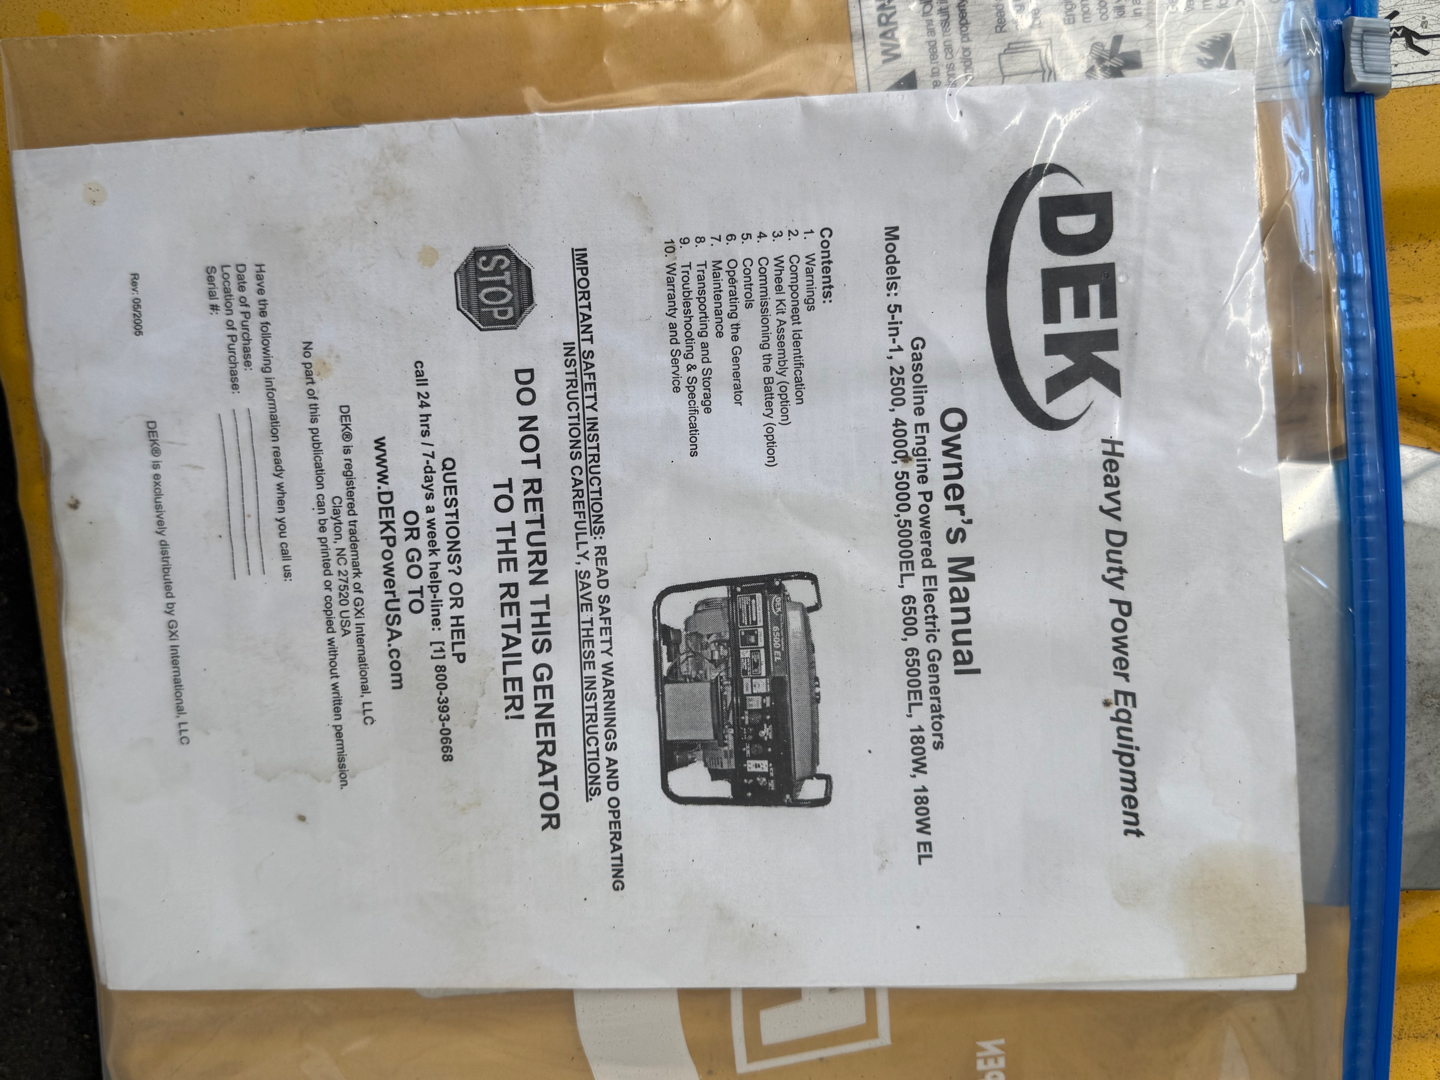 DEK
Heavy Duty Power Equipment
Owner's Manual
Gasoline Engine Powered Electric Generators
Models: 5-in-1, 2500, 4000, 5000,5000EL, 6500, 6500EL, 180W, 180W EL
Contents:
1. Warnings
2. Component Identification
3. Wheel Kit Assembly (option)
4. Commissioning the Battery (option)
5. Controls
6. Operating the Generator
7. Maintenance
8. Transporting and Storage
9. Troubleshooting & Specifications
10. Warranty and Service
6500 EL
IMPORTANT SAFETY INSTRUCTIONS: READ SAFETY WARNINGS AND OPERATING
INSTRUCTIONS CAREFULLY, SAVE THESE INSTRUCTIONS.
STOP
DO NOT RETURN THIS GENERATOR
TO THE RETAILER!
QUESTIONS? OR HELP
call 24 hrs / 7-days a week help-line: [1] 800-393-0668
OR GO TO
www.DEKPowerUSA.com
DEK® is registered trademark of GXi International, LLC
Clayton, NC 27520 USA
No part of this publication can be printed or copied without written permission.
Have the following information ready when you call us:
Date of Purchase:
Location of Purchase:
Serial #:
DEK® is exclusively distributed by GXi International, LLC
Rev: 05/2005